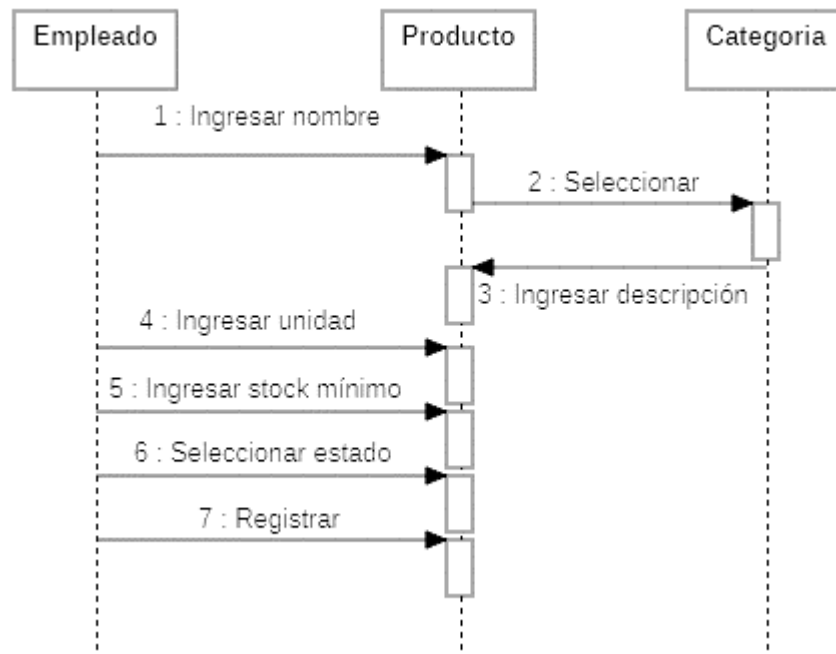 Empleado
Producto
Categoria
1 : Ingresar nombre
2 : Seleccionar
3 : Ingresar descripción
4 : Ingresar unidad
5 : Ingresar stock mínimo
6 : Seleccionar estado
7 : Registrar